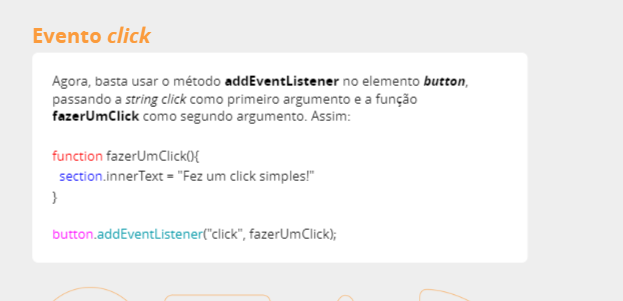 Evento click
Agora, basta usar o método addEventListener no elemento button,
passando a string click como primeiro argumento e a função
fazerUmClick como segundo argumento. Assim:
function fazerUmClick(){
section.innerText = "Fez um click simples!"
}
button.addEventListener("click", fazerUmClick);